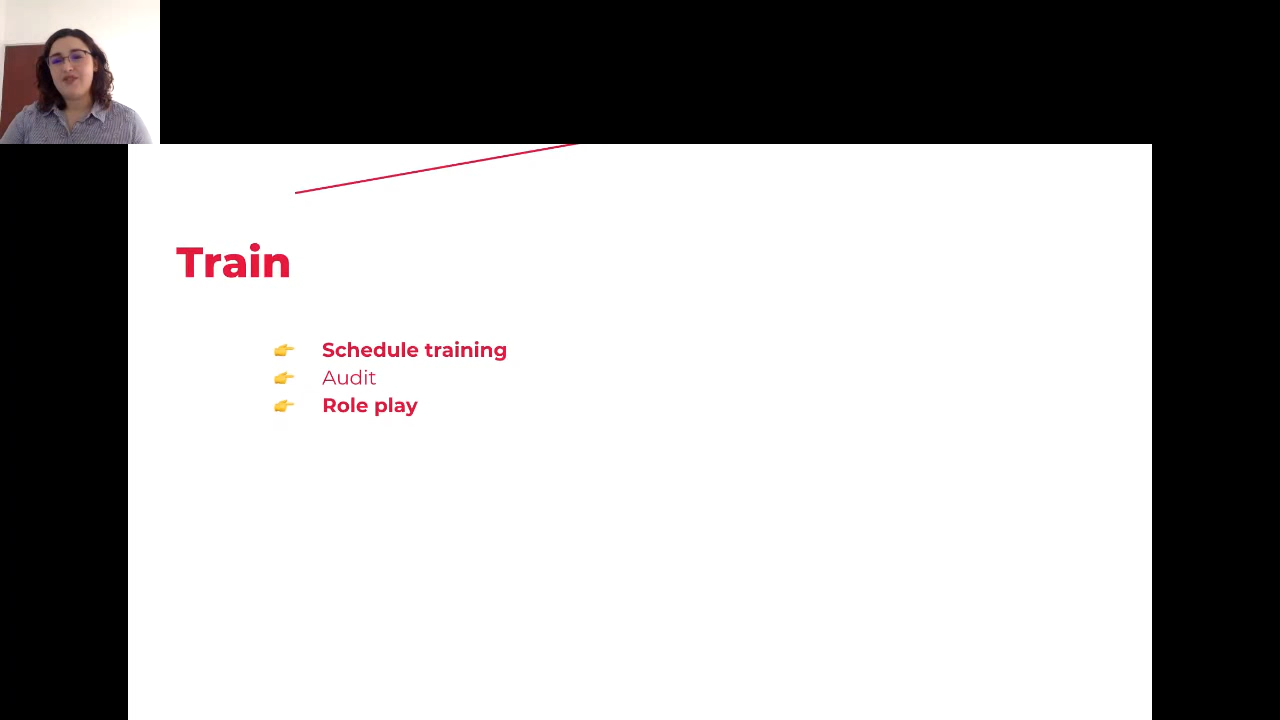 Train
👉 Schedule training
👉 Audit
👉 Role play